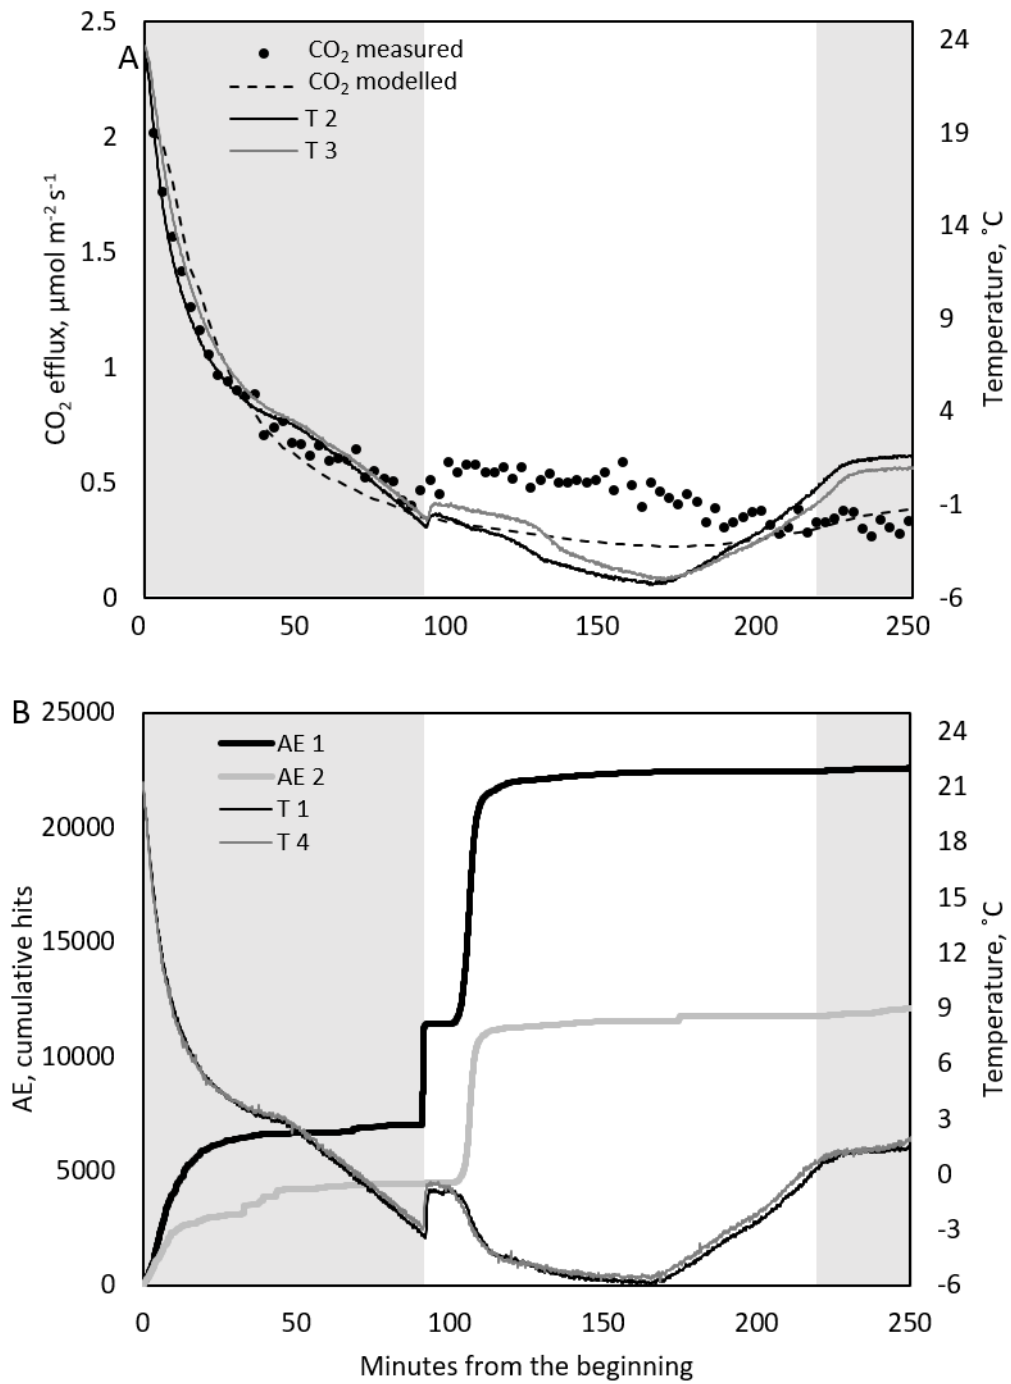 A
2.5
2
1.5
1
0.5
0
CO₂ efflux, µmol m⁻² s⁻¹
CO₂ measured
CO₂ modelled
T 2
T 3
24
19
14
9
4
-1
-6
Temperature, ˚C
0 50 100 150 200 250
B
25000
20000
15000
10000
5000
0
AE, cumulative hits
AE 1
AE 2
T 1
T 4
24
21
18
15
12
9
6
3
0
-3
-6
Temperature, ˚C
0 50 100 150 200 250
Minutes from the beginning